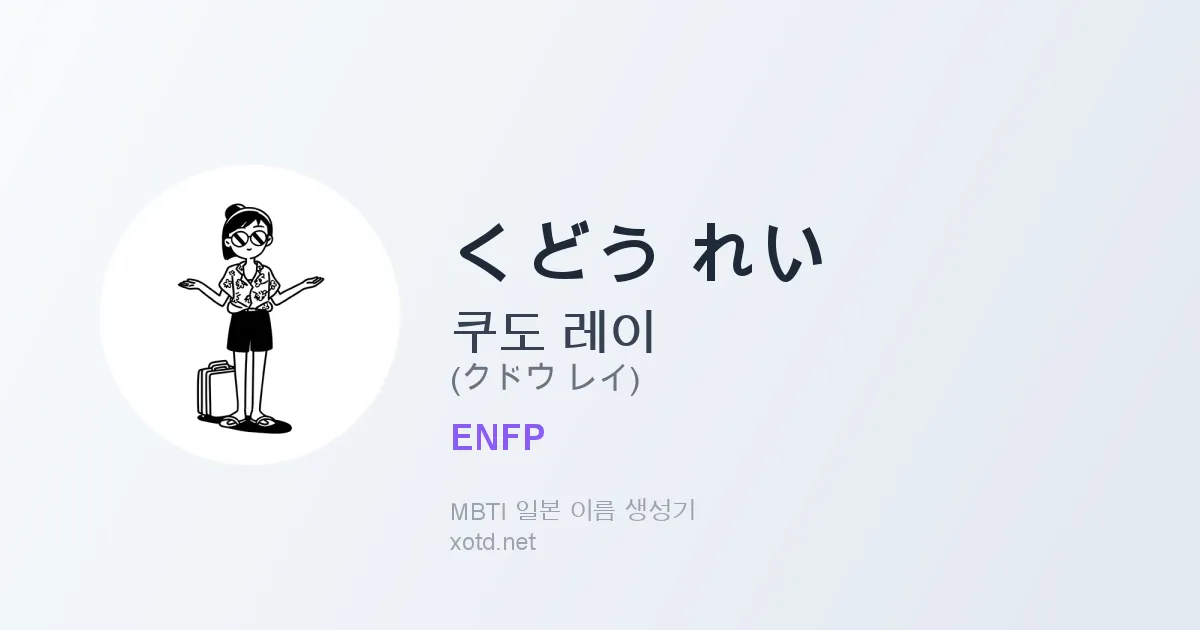 くどう れい
쿠도 레이
(クドウ レイ)
ENFP
MBTI 일본 이름 생성기
xotd.net